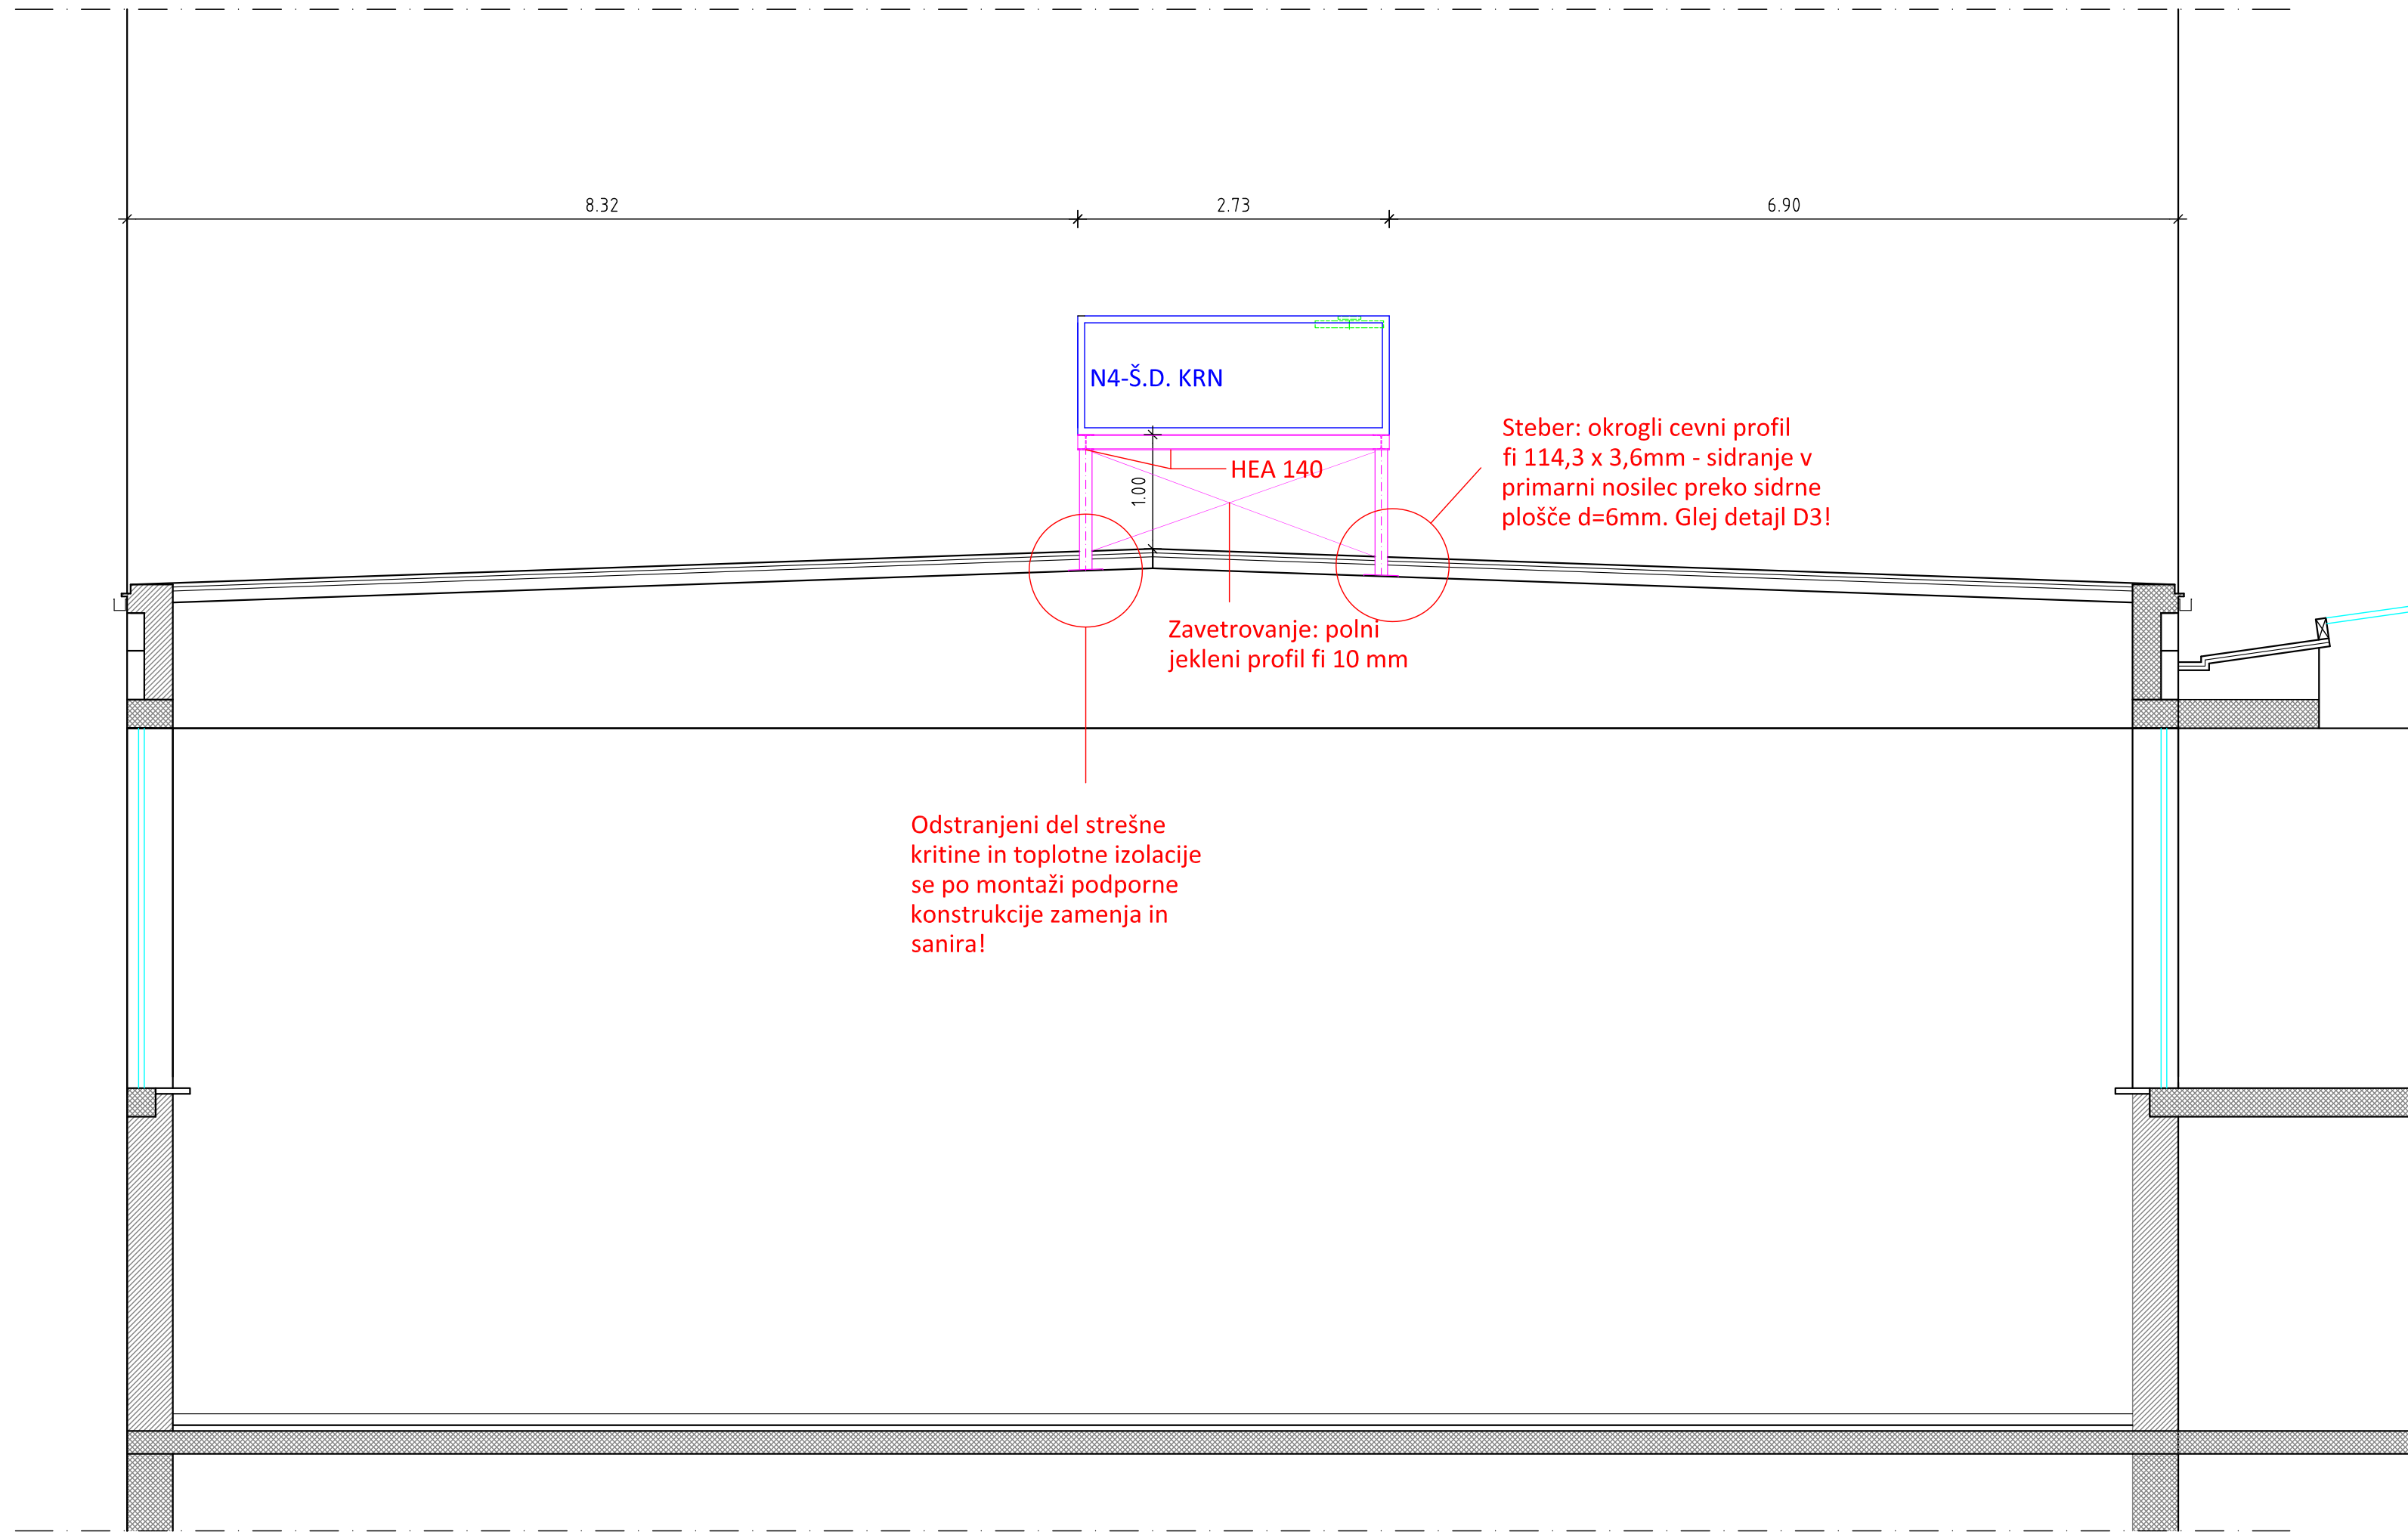 8.32
2.73
6.90
N4-Š.D. KRN
HEA 140
1.00
Steber: okrogli cevni profil
fi 114,3 x 3,6mm - sidranje v
primarni nosilec preko sidrne
plošče d=6mm. Glej detajl D3!
Zavetrovanje: polni
jekleni profil fi 10 mm
Odstranjeni del strešne
kritine in toplotne izolacije
se po montaži podporne
konstrukcije zamenja in
sanira!